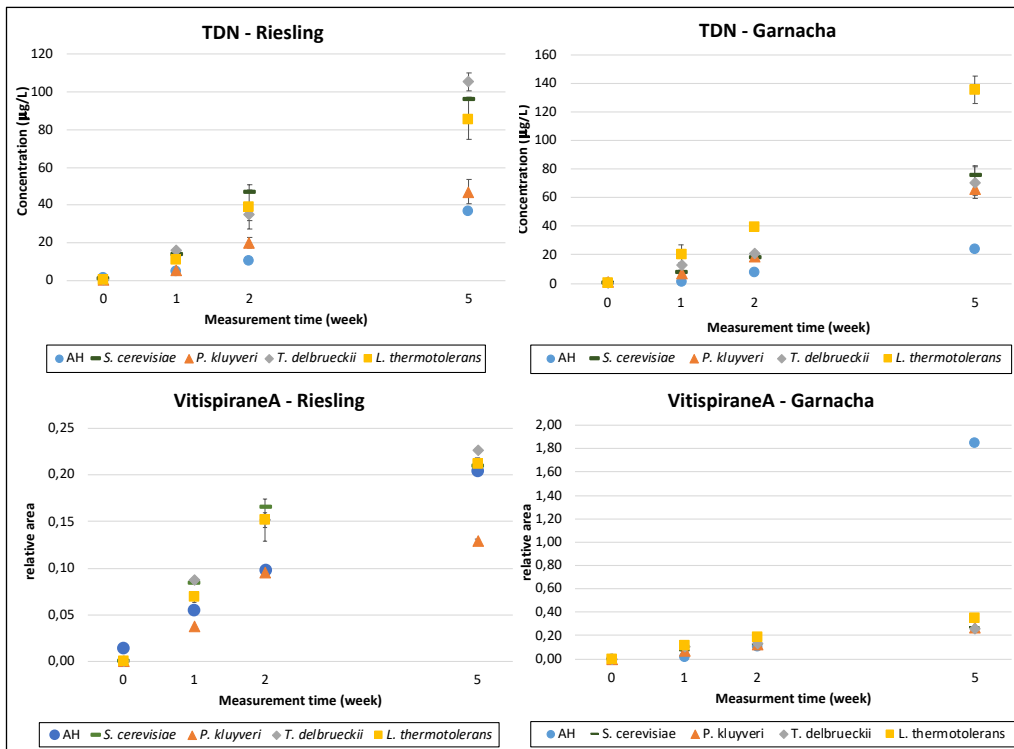 TDN - Riesling
120
100
80
60
40
20
0
Concentration (µg/L)
0 1 2 5
Measurement time (week)
AH S. cerevisiae P. kluyveri T. delbrueckii L. thermotolerans
TDN - Garnacha
160
140
120
100
80
60
40
20
0
Concentration (µg/L)
0 1 2 5
Measurement time (week)
AH S. cerevisiae P. kluyveri T. delbrueckii L. thermotolerans
VitispiraneA - Riesling
0,25
0,20
0,15
0,10
0,05
0,00
relative area
0 1 2 5
Measurement time (week)
AH S. cerevisiae P. kluyveri T. delbrueckii L. thermotolerans
VitispiraneA - Garnacha
2,00
1,80
1,60
1,40
1,20
1,00
0,80
0,60
0,40
0,20
0,00
relative area
0 1 2 5
Measurment time (week)
AH S. cerevisiae P. kluyveri T. delbrueckii L. thermotolerans